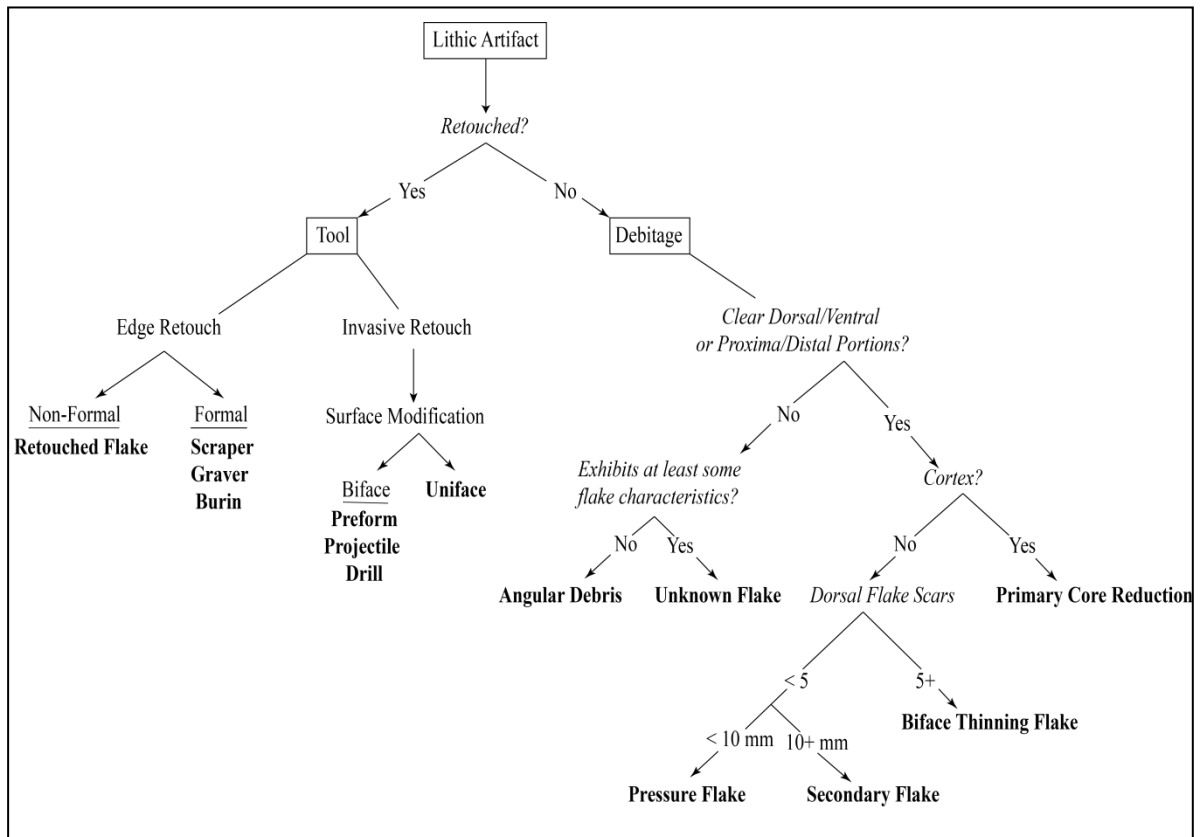 Lithic Artifact
Retouched?
Yes
No
Tool
Debitage
Edge Retouch
Invasive Retouch
Clear Dorsal/Ventral
or Proxima/Distal Portions?
Non-Formal
Retouched Flake
Formal
Scraper
Graver
Burin
Surface Modification
Biface
Preform
Projectile
Drill
Uniface
No
Yes
Exhibits at least some
flake characteristics?
Cortex?
No
Yes
No
Yes
Angular Debris
Unknown Flake
Dorsal Flake Scars
Primary Core Reduction
< 5
5+
Biface Thinning Flake
< 10 mm
10+ mm
Pressure Flake
Secondary Flake